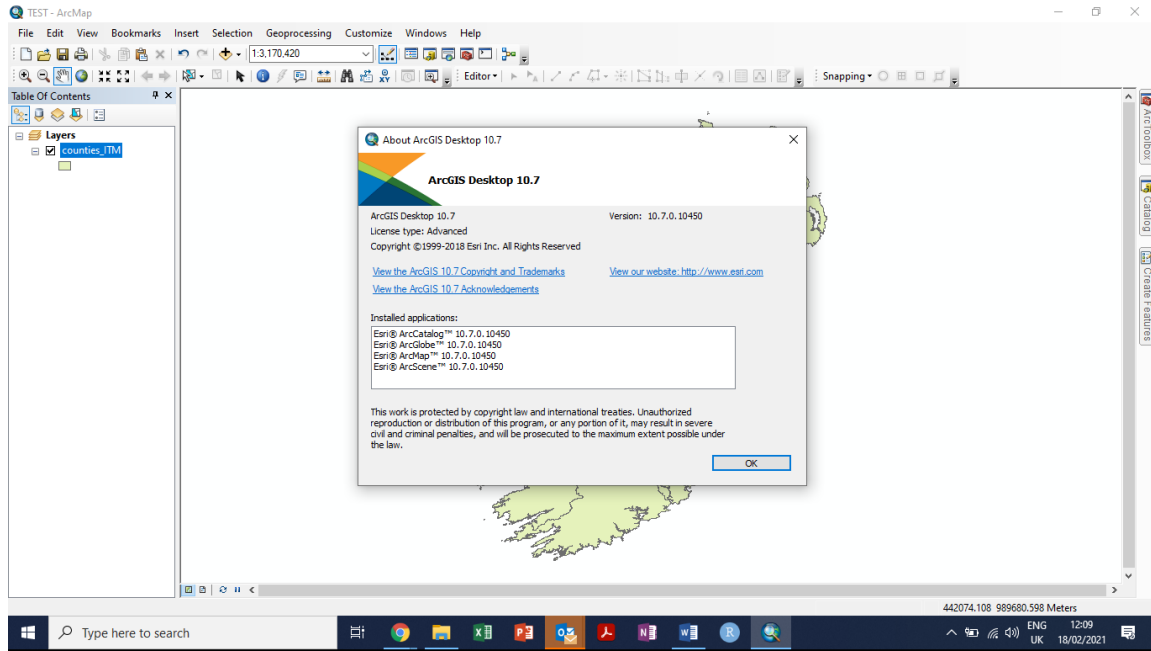 TEST - ArcMap
File Edit View Bookmarks Insert Selection Geoprocessing Customize Windows Help
1:3,170,420
Editor
Snapping
Table Of Contents
Layers
counties_ITM
ArcToolbox
Catalog
Create Features
About ArcGIS Desktop 10.7
ArcGIS Desktop 10.7
ArcGIS Desktop 10.7 Version: 10.7.0.10450
License type: Advanced
Copyright ©1999-2018 Esri Inc. All Rights Reserved
View the ArcGIS 10.7 Copyright and Trademarks View our website: http://www.esri.com
View the ArcGIS 10.7 Acknowledgements
Installed applications:
Esri® ArcCatalog™ 10.7.0.10450
Esri® ArcGlobe™ 10.7.0.10450
Esri® ArcMap™ 10.7.0.10450
Esri® ArcScene™ 10.7.0.10450
This work is protected by copyright law and international treaties. Unauthorized
reproduction or distribution of this program, or any portion of it, may result in severe
civil and criminal penalties, and will be prosecuted to the maximum extent possible under
the law.
OK
442074.108 989680.598 Meters
Type here to search
ENG 12:09
UK 18/02/2021